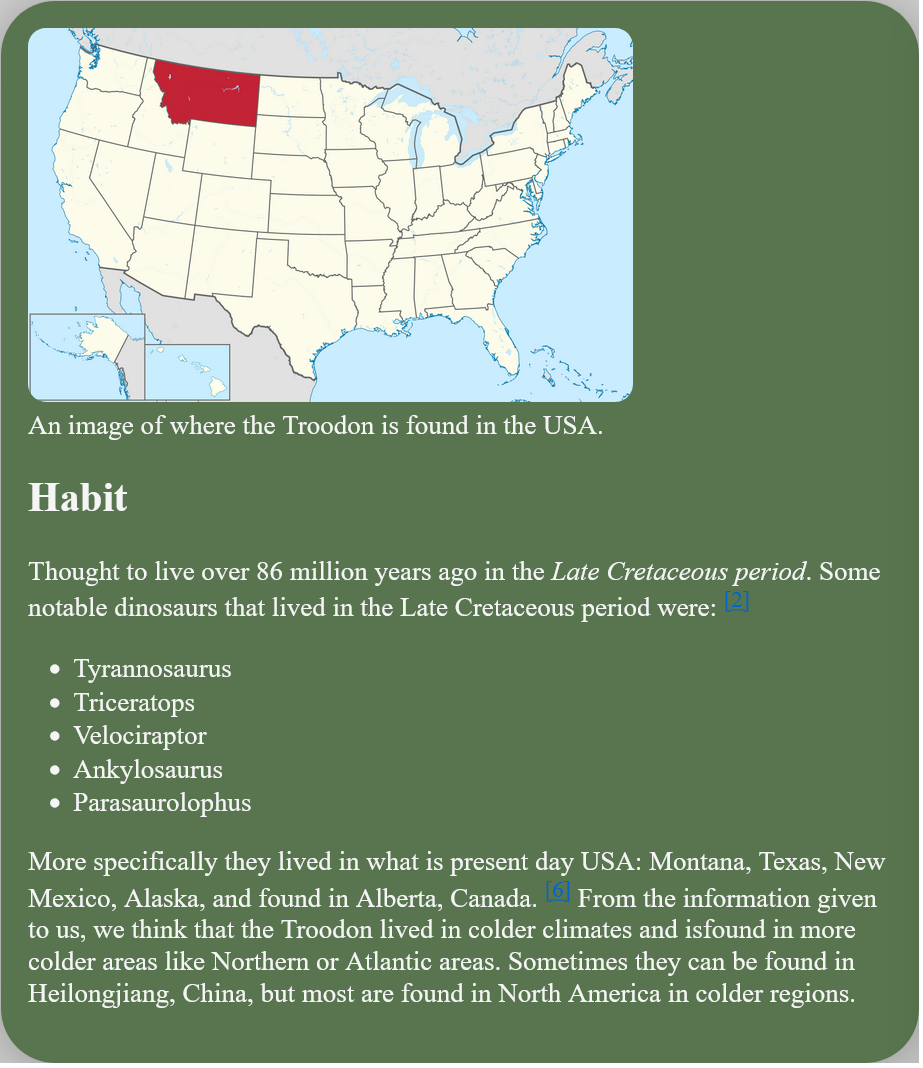 An image of where the Troodon is found in the USA.
Habit
Thought to live over 86 million years ago in the Late Cretaceous period. Some
notable dinosaurs that lived in the Late Cretaceous period were: [2]
• Tyrannosaurus
• Triceratops
• Velociraptor
• Ankylosaurus
• Parasaurolophus
More specifically they lived in what is present day USA: Montana, Texas, New
Mexico, Alaska, and found in Alberta, Canada. [6] From the information given
to us, we think that the Troodon lived in colder climates and isfound in more
colder areas like Northern or Atlantic areas. Sometimes they can be found in
Heilongjiang, China, but most are found in North America in colder regions.